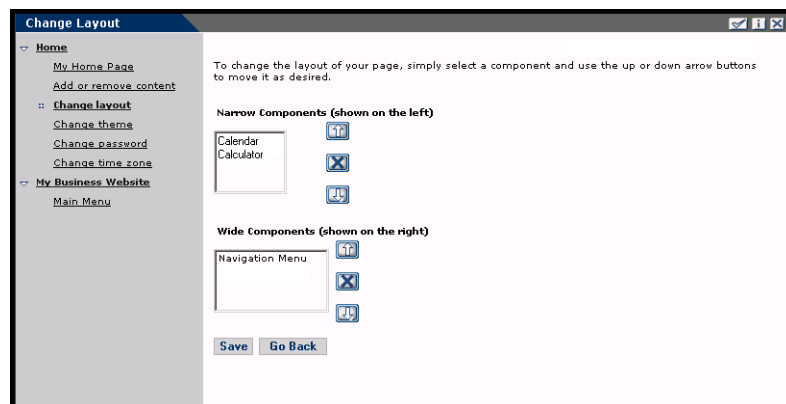 Change Layout
Home
My Home Page
Add or remove content
Change layout
Change theme
Change password
Change time zone
My Business Website
Main Menu
To change the layout of your page, simply select a component and use the up or down arrow buttons
to move it as desired.
Narrow Components (shown on the left)
Calendar
Calculator
Wide Components (shown on the right)
Navigation Menu
Save Go Back